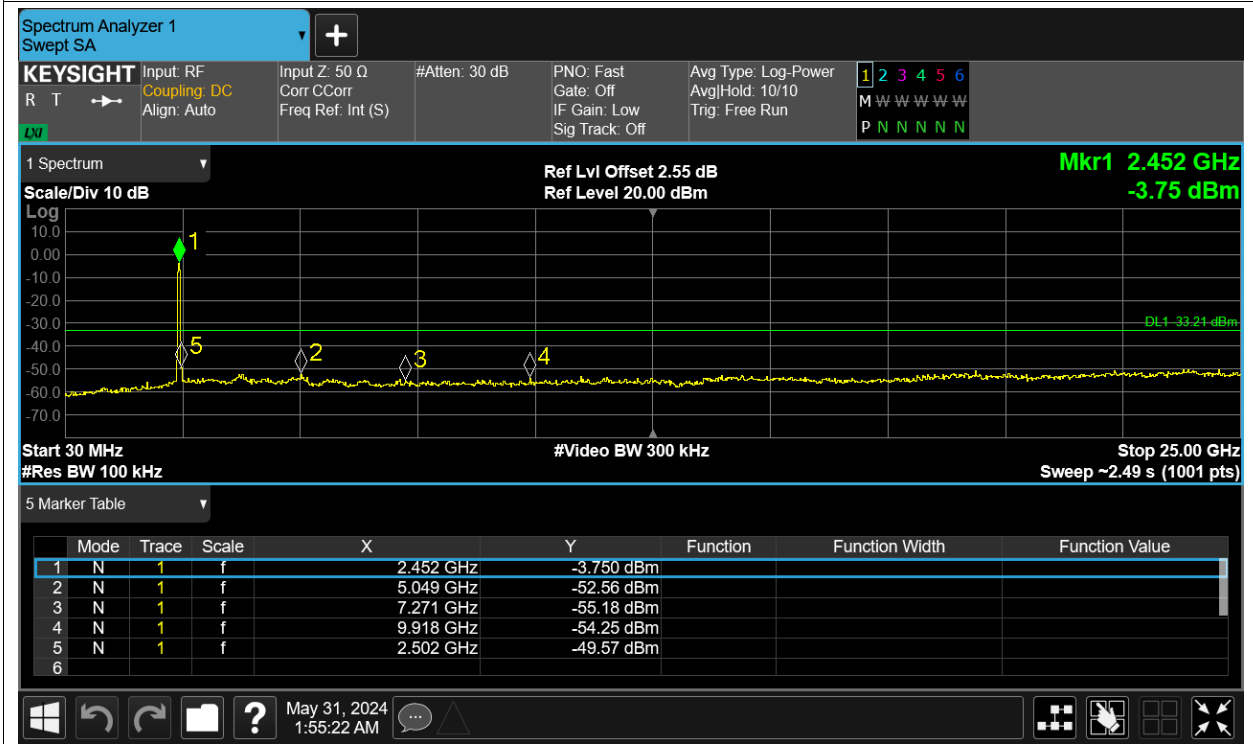 Spectrum Analyzer 1
Swept SA
+
KEYSIGHT Input: RF Input Z: 50 Ω #Atten: 30 dB PNO: Fast Avg Type: Log-Power 1 2 3 4 5 6
R T Coupling: DC Corr CCorr Gate: Off Avg|Hold: 10/10 M W W W W W
Align: Auto Freq Ref: Int (S) IF Gain: Low Trig: Free Run
LXI Sig Track: Off P N N N N N
1 Spectrum Ref Lvl Offset 2.55 dB Mkr1 2.452 GHz
Scale/Div 10 dB Ref Level 20.00 dBm -3.75 dBm
Log
10.0
1
0.00
-10.0
-20.0
-30.0 DL1 -33.21 dBm
-40.0 5 2 3 4
-50.0
-60.0
-70.0
Start 30 MHz #Video BW 300 kHz Stop 25.00 GHz
#Res BW 100 kHz Sweep ~2.49 s (1001 pts)
5 Marker Table
Mode Trace Scale X Y Function Function Width Function Value
1 N 1 f 2.452 GHz -3.750 dBm
2 N 1 f 5.049 GHz -52.56 dBm
3 N 1 f 7.271 GHz -55.18 dBm
4 N 1 f 9.918 GHz -54.25 dBm
5 N 1 f 2.502 GHz -49.57 dBm
6
? May 31, 2024
1:55:22 AM